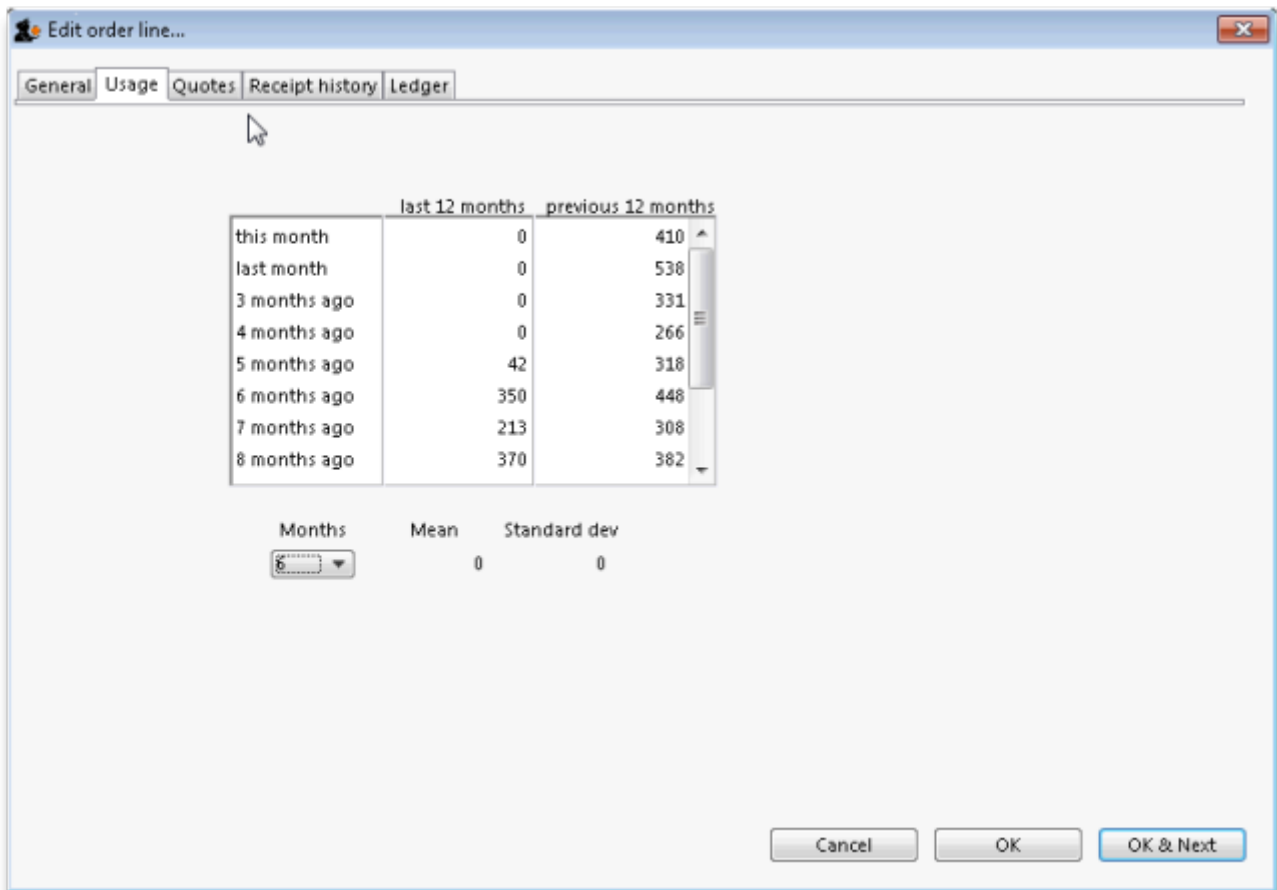 Edit order line...
General Usage Quotes Receipt history Ledger
last 12 months previous 12 months
this month 0 410
last month 0 538
3 months ago 0 331
4 months ago 0 266
5 months ago 42 318
6 months ago 350 448
7 months ago 213 308
8 months ago 370 382
Months Mean Standard dev
6 0 0
Cancel OK OK & Next